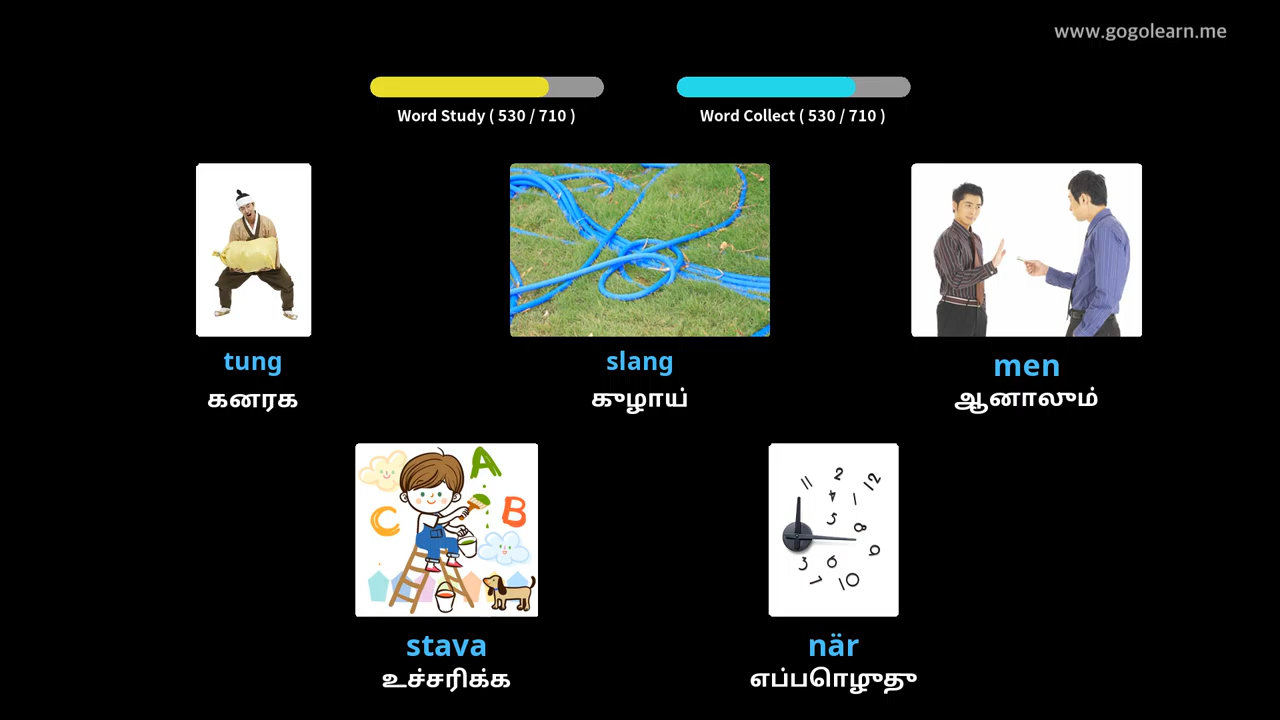 www.gogolearn.me
Word Study ( 530 / 710 )
Word Collect ( 530 / 710 )
tung
slang
men
கனரக
குழாய்
ஆனாலும்
A
C
B
stava
när
உச்சரிக்க
எப்பொழுது